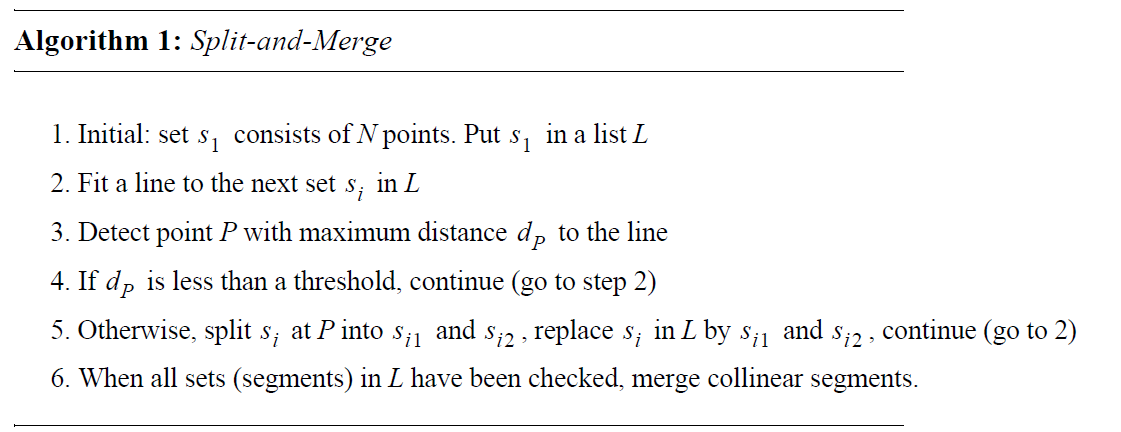 Algorithm 1: Split-and-Merge
1. Initial: set s₁ consists of N points. Put s₁ in a list L
2. Fit a line to the next set sᵢ in L
3. Detect point P with maximum distance d_P to the line
4. If d_P is less than a threshold, continue (go to step 2)
5. Otherwise, split sᵢ at P into sᵢ₁ and sᵢ₂, replace sᵢ in L by sᵢ₁ and sᵢ₂, continue (go to 2)
6. When all sets (segments) in L have been checked, merge collinear segments.